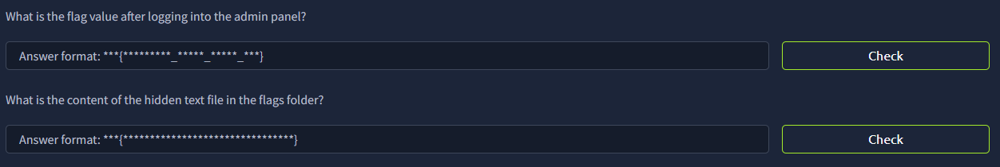 What is the flag value after logging into the admin panel?
Answer format: ***{*********_*****_*****_***}
Check
What is the content of the hidden text file in the flags folder?
Answer format: ***{********************************}
Check